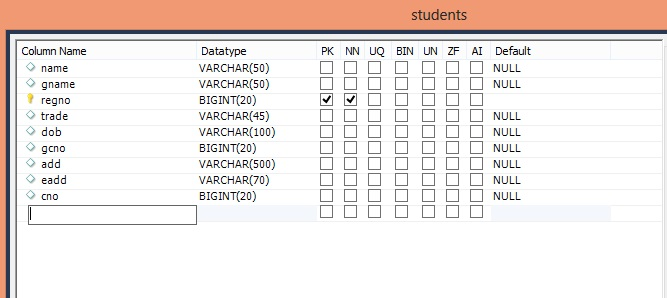 students
Column Name Datatype PK NN UQ BIN UN ZF AI Default
name VARCHAR(50) NULL
gname VARCHAR(50) NULL
regno BIGINT(20)
trade VARCHAR(45) NULL
dob VARCHAR(100) NULL
gcno BIGINT(20) NULL
add VARCHAR(500) NULL
eadd VARCHAR(70) NULL
cno BIGINT(20) NULL